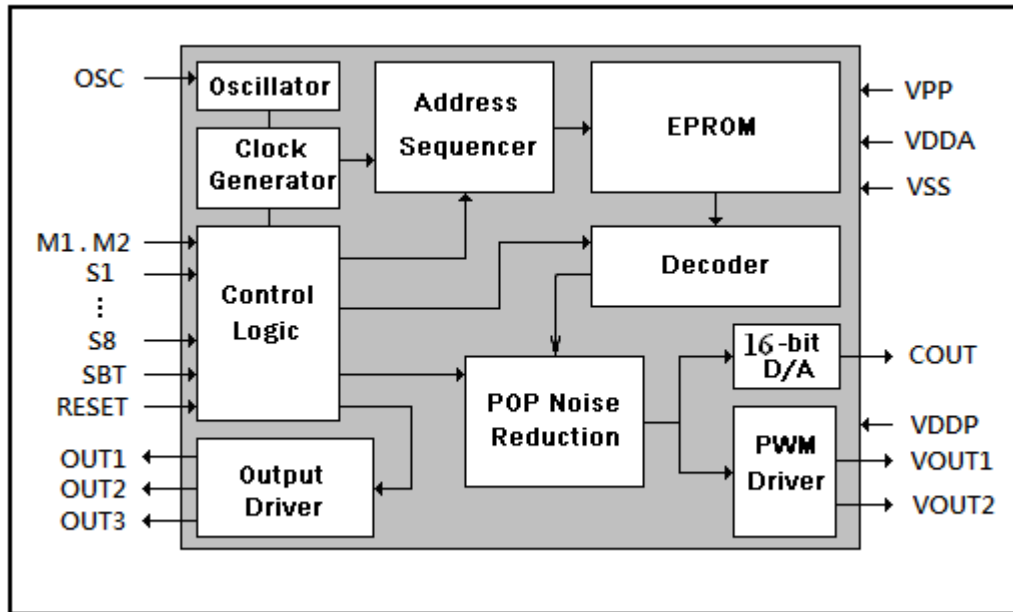 OSC
Oscillator
Clock
Generator
Address
Sequencer
EPROM
VPP
VDDA
VSS
M1 . M2
S1
⋮
S8
SBT
RESET
Control
Logic
Decoder
16-bit
D/A
COUT
POP Noise
Reduction
VDDP
PWM
Driver
VOUT1
VOUT2
OUT1
OUT2
OUT3
Output
Driver